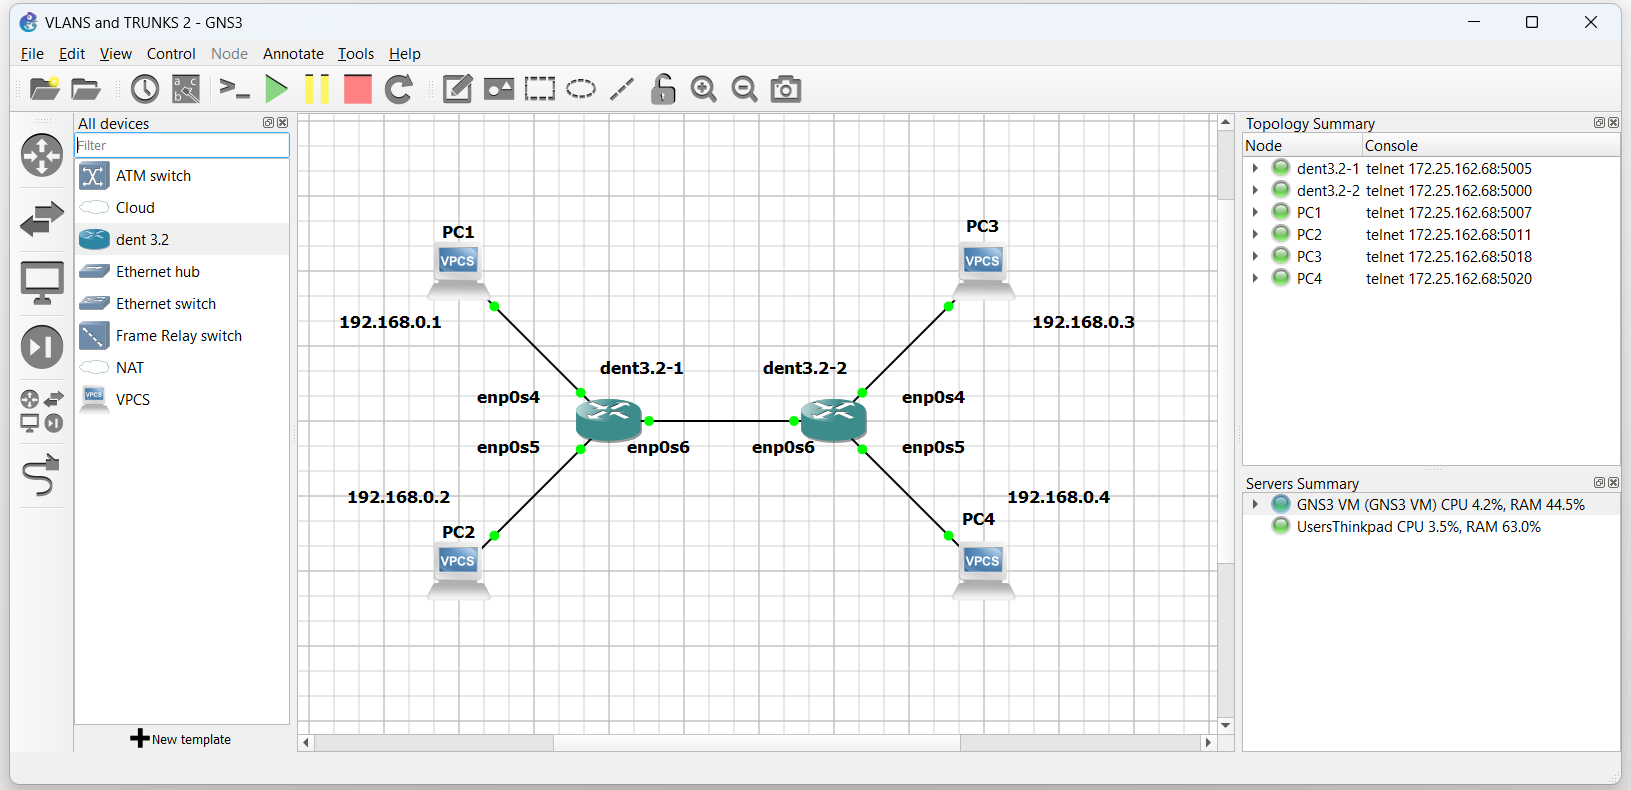 VLANS and TRUNKS 2 - GNS3
File Edit View Control Node Annotate Tools Help
All devices
Filter
ATM switch
Cloud
dent 3.2
Ethernet hub
Ethernet switch
Frame Relay switch
NAT
VPCS
VPCS
New template
PC1
VPCS
192.168.0.1
PC3
VPCS
192.168.0.3
dent3.2-1
dent3.2-2
enp0s4
enp0s4
enp0s5
enp0s6
enp0s6
enp0s5
192.168.0.2
192.168.0.4
PC2
VPCS
PC4
VPCS
Topology Summary
Node Console
dent3.2-1 telnet 172.25.162.68:5005
dent3.2-2 telnet 172.25.162.68:5000
PC1 telnet 172.25.162.68:5007
PC2 telnet 172.25.162.68:5011
PC3 telnet 172.25.162.68:5018
PC4 telnet 172.25.162.68:5020
Servers Summary
GNS3 VM (GNS3 VM) CPU 4.2%, RAM 44.5%
UsersThinkpad CPU 3.5%, RAM 63.0%